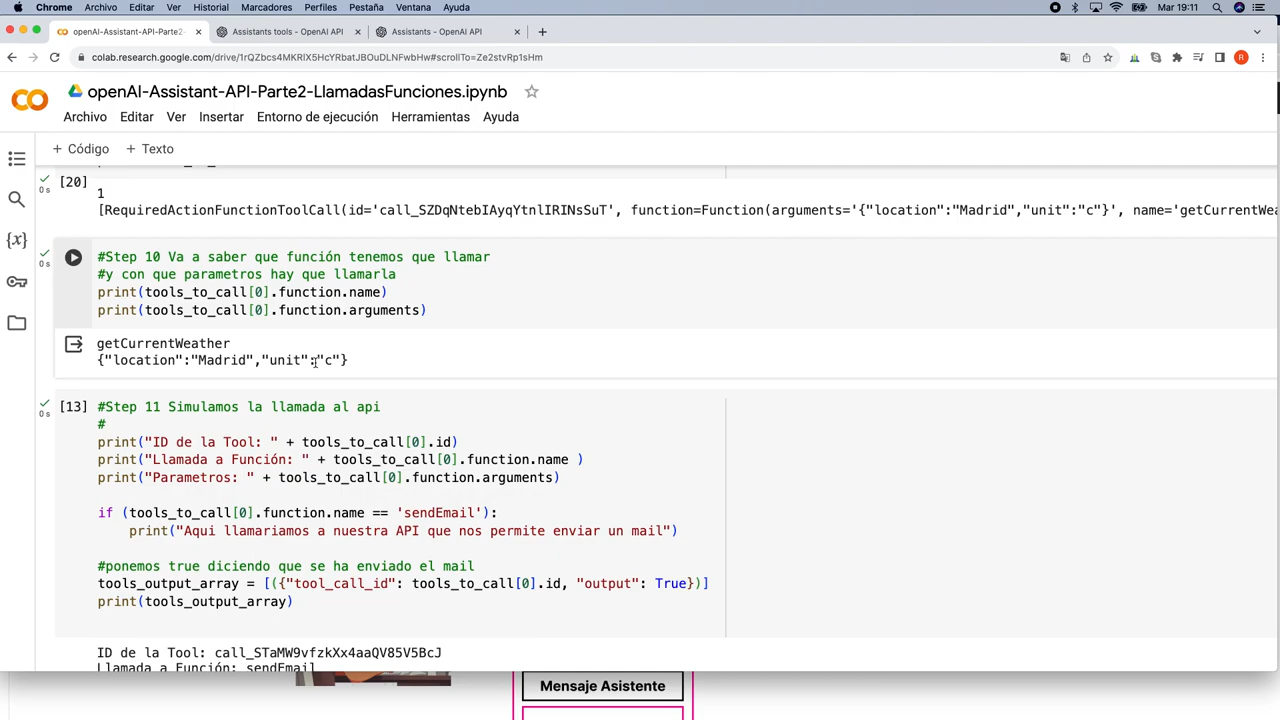 Chrome Archivo Editar Ver Historial Marcadores Perfiles Pestaña Ventana Ayuda Mar 19:11
openAI-Assistant-API-Parte2- Assistants tools - OpenAI API Assistants - OpenAI API
colab.research.google.com/drive/1rQZbcs4MKRIX5HcYRbatJBOuDLNFwbHw#scrollTo=Ze2stvRp1sHm R
CO openAI-Assistant-API-Parte2-LlamadasFunciones.ipynb
Archivo Editar Ver Insertar Entorno de ejecución Herramientas Ayuda
+ Código + Texto
0 s [20]
1
[RequiredActionFunctionToolCall(id='call_SZDqNtebIAyqYtnlIRINsSuT', function=Function(arguments='{"location":"Madrid","unit":"c"}', name='getCurrentWea
0 s #Step 10 Va a saber que función tenemos que llamar
#y con que parametros hay que llamarla
print(tools_to_call[0].function.name)
print(tools_to_call[0].function.arguments)
getCurrentWeather
{"location":"Madrid","unit":"c"}
0 s [13] #Step 11 Simulamos la llamada al api
#
print("ID de la Tool: " + tools_to_call[0].id)
print("Llamada a Función: " + tools_to_call[0].function.name )
print("Parametros: " + tools_to_call[0].function.arguments)
if (tools_to_call[0].function.name == 'sendEmail'):
print("Aqui llamariamos a nuestra API que nos permite enviar un mail")
#ponemos true diciendo que se ha enviado el mail
tools_output_array = [({"tool_call_id": tools_to_call[0].id, "output": True})]
print(tools_output_array)
ID de la Tool: call_STaMW9vfzkXx4aaQV85V5BcJ
Llamada a Función: sendEmail
Mensaje Asistente